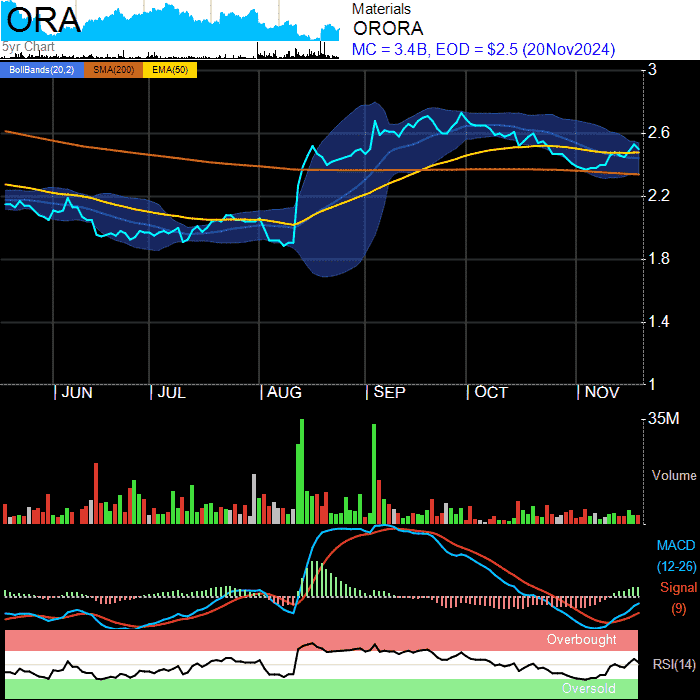 ORA
5yr Chart
Materials
ORORA
MC = 3.4B, EOD = $2.5 (20Nov2024)
BollBands(20,2) SMA(200) EMA(50)
3
2.6
2.2
1.8
1.4
1
JUN JUL AUG SEP OCT NOV
35M
Volume
MACD
(12-26)
Signal
(9)
Overbought
RSI(14)
Oversold